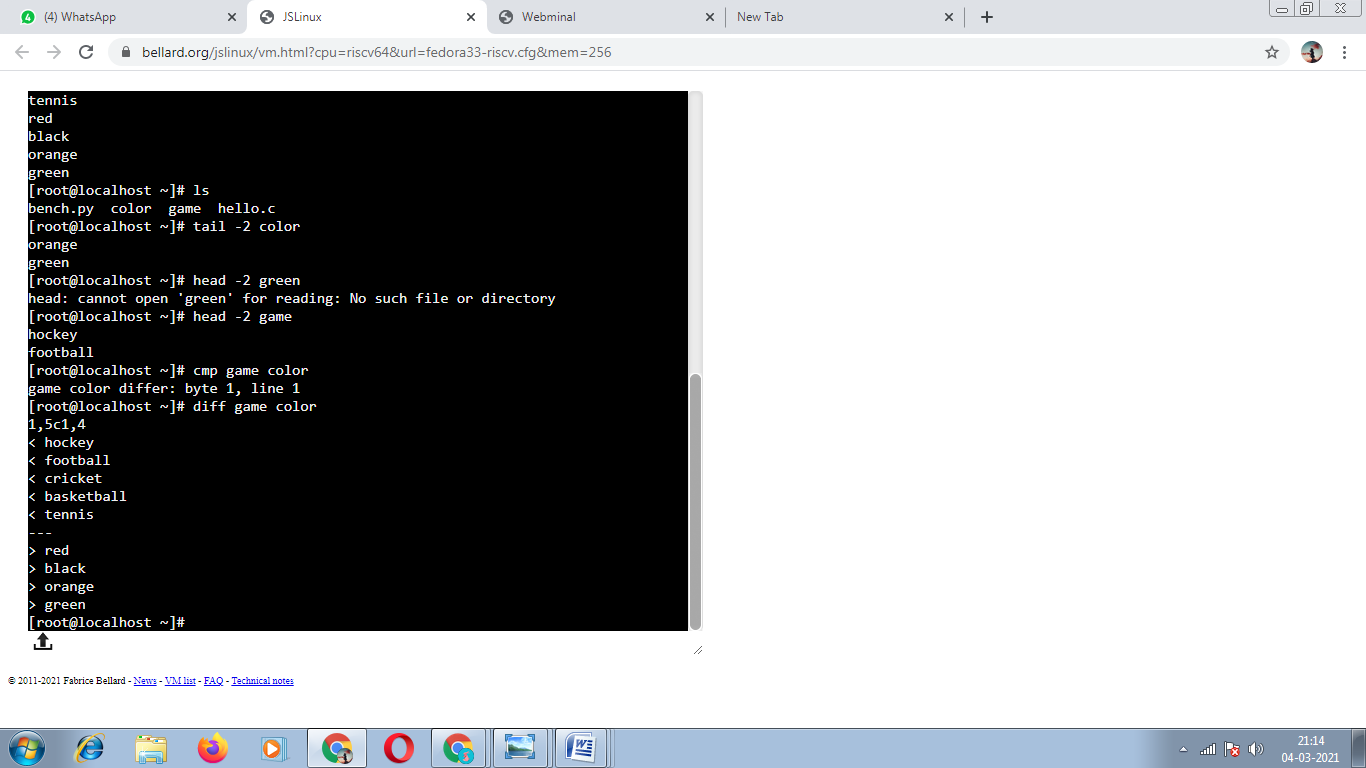 (4) WhatsApp
JSLinux
Webminal
New Tab
bellard.org/jslinux/vm.html?cpu=riscv64&url=fedora33-riscv.cfg&mem=256
tennis
red
black
orange
green
[root@localhost ~]# ls
bench.py  color  game  hello.c
[root@localhost ~]# tail -2 color
orange
green
[root@localhost ~]# head -2 green
head: cannot open 'green' for reading: No such file or directory
[root@localhost ~]# head -2 game
hockey
football
[root@localhost ~]# cmp game color
game color differ: byte 1, line 1
[root@localhost ~]# diff game color
1,5c1,4
< hockey
< football
< cricket
< basketball
< tennis
---
> red
> black
> orange
> green
[root@localhost ~]#
© 2011-2021 Fabrice Bellard - News - VM list - FAQ - Technical notes
21:14
04-03-2021